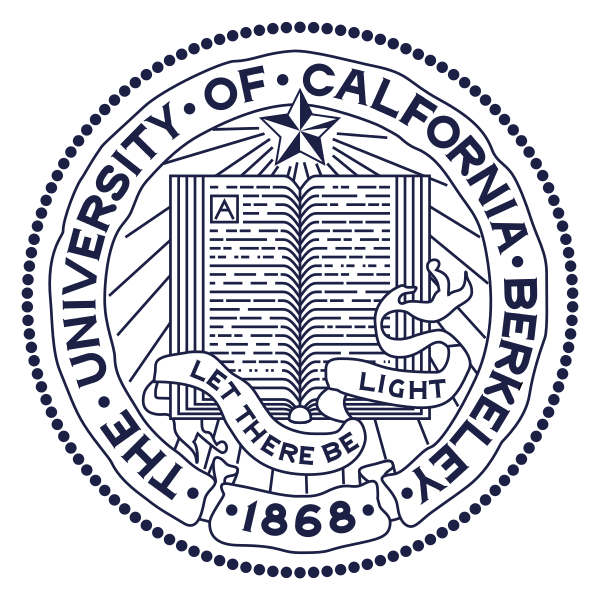 THE · UNIVERSITY · OF · CALIFORNIA · BERKELEY ·
A
LET THERE BE
LIGHT
· 1868 ·